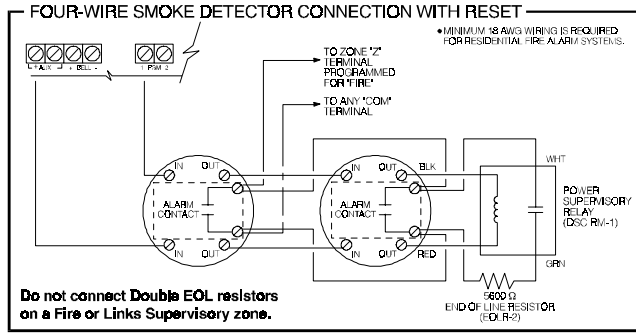 FOUR-WIRE SMOKE DETECTOR CONNECTION WITH RESET
• MINIMUM 18 AWG WIRING IS REQUIRED
FOR RESIDENTIAL FIRE ALARM SYSTEMS.
+ AUX - + BELL -
1 PGM 2
TO ZONE "Z"
TERMINAL
PROGRAMMED
FOR "FIRE"
TO ANY "COM"
TERMINAL
IN OUT
ALARM
CONTACT
IN OUT
IN OUT BLK
ALARM
CONTACT
IN OUT RED
WHT
POWER
SUPERVISORY
RELAY
(DSC RM-1)
GRN
5600 Ω
END OF LINE RESISTOR
(EOLR-2)
Do not connect Double EOL resistors
on a Fire or Links Supervisory zone.